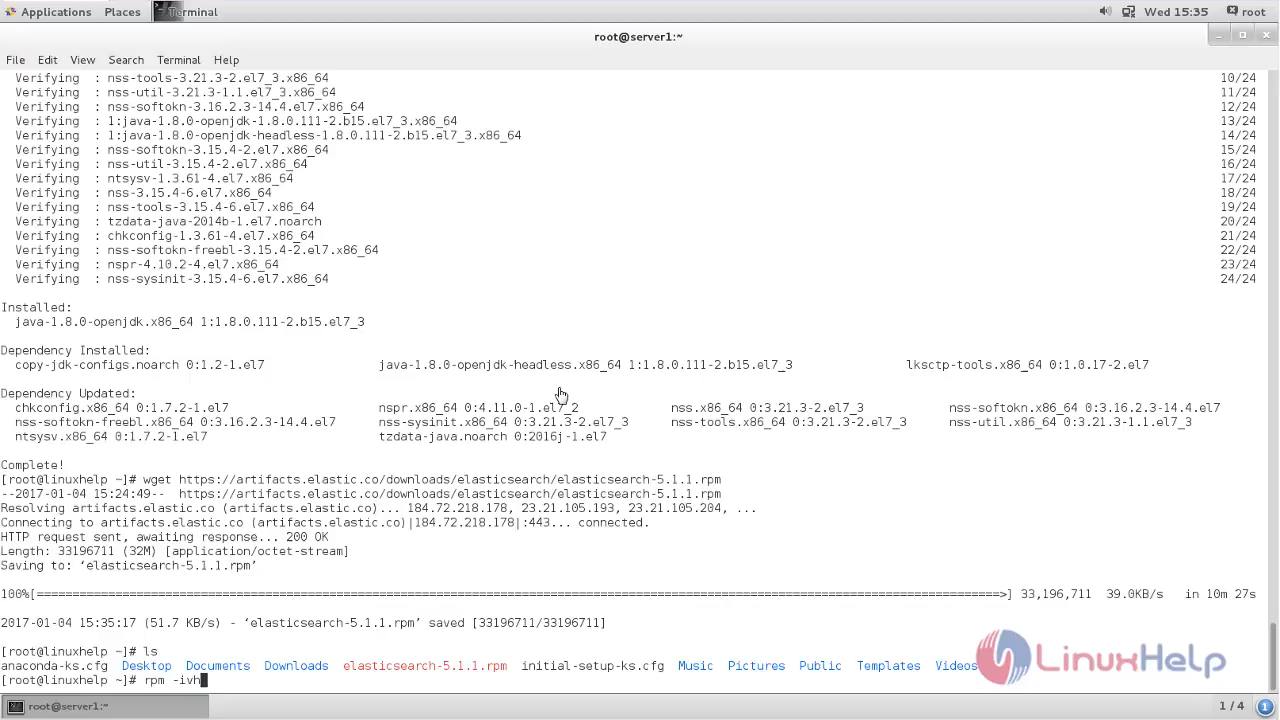 Applications Places Terminal Wed 15:35 root
root@server1:~
File Edit View Search Terminal Help
Verifying : nss-tools-3.21.3-2.el7_3.x86_64 10/24
Verifying : nss-util-3.21.3-1.1.el7_3.x86_64 11/24
Verifying : nss-softokn-3.16.2.3-14.4.el7.x86_64 12/24
Verifying : 1:java-1.8.0-openjdk-1.8.0.111-2.b15.el7_3.x86_64 13/24
Verifying : 1:java-1.8.0-openjdk-headless-1.8.0.111-2.b15.el7_3.x86_64 14/24
Verifying : nss-softokn-3.15.4-2.el7.x86_64 15/24
Verifying : nss-util-3.15.4-2.el7.x86_64 16/24
Verifying : ntsysv-1.3.61-4.el7.x86_64 17/24
Verifying : nss-3.15.4-6.el7.x86_64 18/24
Verifying : nss-tools-3.15.4-6.el7.x86_64 19/24
Verifying : tzdata-java-2014b-1.el7.noarch 20/24
Verifying : chkconfig-1.3.61-4.el7.x86_64 21/24
Verifying : nss-softokn-freebl-3.15.4-2.el7.x86_64 22/24
Verifying : nspr-4.10.2-4.el7.x86_64 23/24
Verifying : nss-sysinit-3.15.4-6.el7.x86_64 24/24
Installed:
java-1.8.0-openjdk.x86_64 1:1.8.0.111-2.b15.el7_3
Dependency Installed:
copy-jdk-configs.noarch 0:1.2-1.el7 java-1.8.0-openjdk-headless.x86_64 1:1.8.0.111-2.b15.el7_3 lksctp-tools.x86_64 0:1.0.17-2.el7
Dependency Updated:
chkconfig.x86_64 0:1.7.2-1.el7 nspr.x86_64 0:4.11.0-1.el7_2 nss.x86_64 0:3.21.3-2.el7_3 nss-softokn.x86_64 0:3.16.2.3-14.4.el7
nss-softokn-freebl.x86_64 0:3.16.2.3-14.4.el7 nss-sysinit.x86_64 0:3.21.3-2.el7_3 nss-tools.x86_64 0:3.21.3-2.el7_3 nss-util.x86_64 0:3.21.3-1.1.el7_3
ntsysv.x86_64 0:1.7.2-1.el7 tzdata-java.noarch 0:2016j-1.el7
Complete!
[root@linuxhelp ~]# wget https://artifacts.elastic.co/downloads/elasticsearch/elasticsearch-5.1.1.rpm
--2017-01-04 15:24:49-- https://artifacts.elastic.co/downloads/elasticsearch/elasticsearch-5.1.1.rpm
Resolving artifacts.elastic.co (artifacts.elastic.co)... 184.72.218.178, 23.21.105.193, 23.21.105.204, ...
Connecting to artifacts.elastic.co (artifacts.elastic.co)|184.72.218.178|:443... connected.
HTTP request sent, awaiting response... 200 OK
Length: 33196711 (32M) [application/octet-stream]
Saving to: ‘elasticsearch-5.1.1.rpm’
100%[======================================================================================================================================>] 33,196,711 39.0KB/s in 10m 27s
2017-01-04 15:35:17 (51.7 KB/s) - ‘elasticsearch-5.1.1.rpm’ saved [33196711/33196711]
[root@linuxhelp ~]# ls
anaconda-ks.cfg Desktop Documents Downloads elasticsearch-5.1.1.rpm initial-setup-ks.cfg Music Pictures Public Templates Videos
[root@linuxhelp ~]# rpm -ivh
LinuxHelp
root@server1:~ 1 / 4 1